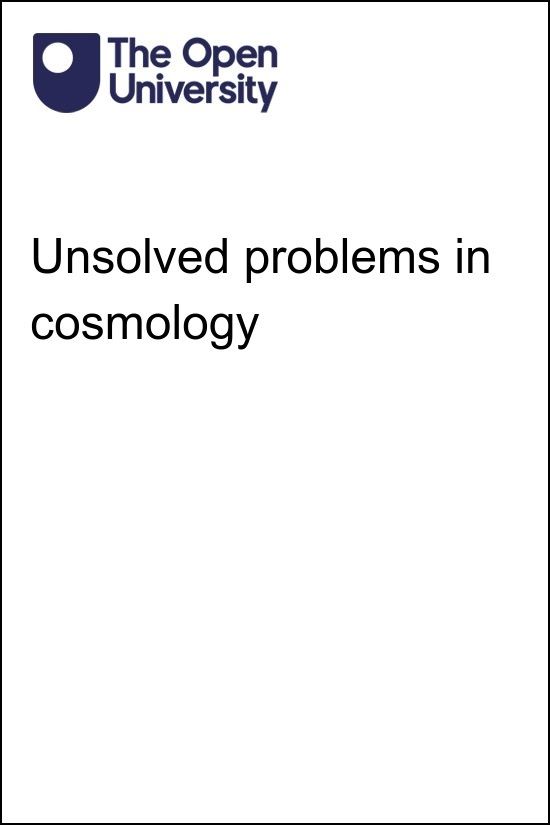 The Open
University
Unsolved problems in
cosmology